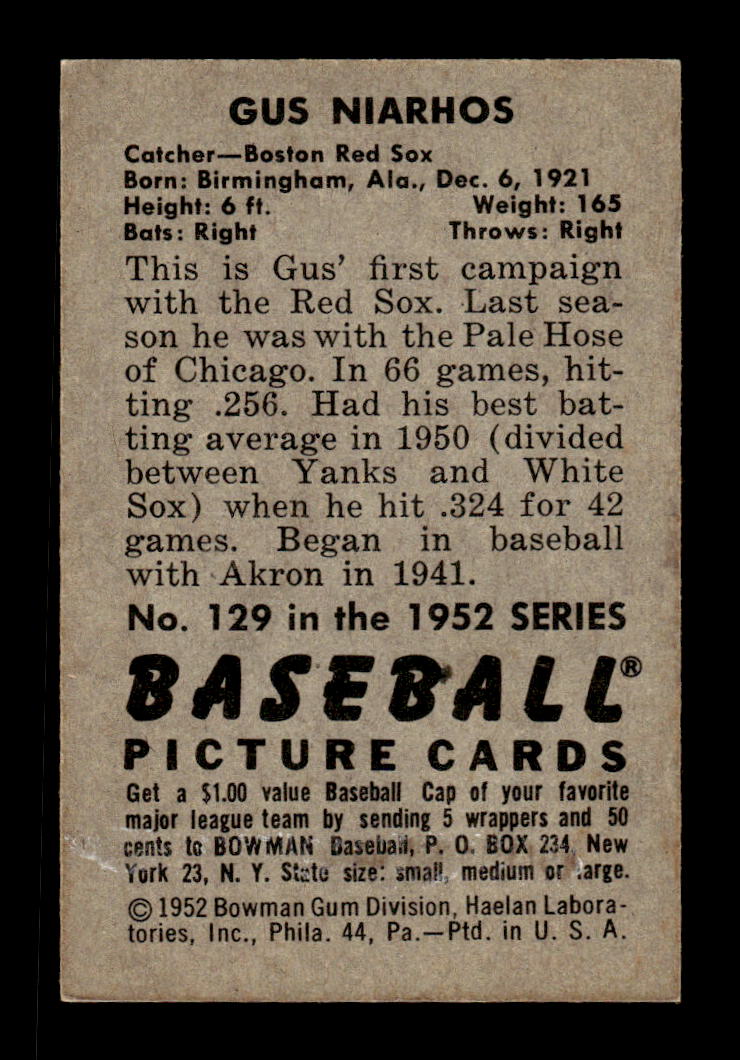 GUS NIARHOS
Catcher—Boston Red Sox
Born: Birmingham, Ala., Dec. 6, 1921
Height: 6 ft. Weight: 165
Bats: Right Throws: Right
This is Gus' first campaign
with the Red Sox. Last sea-
son he was with the Pale Hose
of Chicago. In 66 games, hit-
ting .256. Had his best bat-
ting average in 1950 (divided
between Yanks and White
Sox) when he hit .324 for 42
games. Began in baseball
with Akron in 1941.
No. 129 in the 1952 SERIES
BASEBALL®
PICTURE CARDS
Get a $1.00 value Baseball Cap of your favorite
major league team by sending 5 wrappers and 50
cents to BOWMAN Baseball, P. O. BOX 234, New
York 23, N. Y. State size: small, medium or large.
© 1952 Bowman Gum Division, Haelan Labora-
tories, Inc., Phila. 44, Pa.—Ptd. in U. S. A.